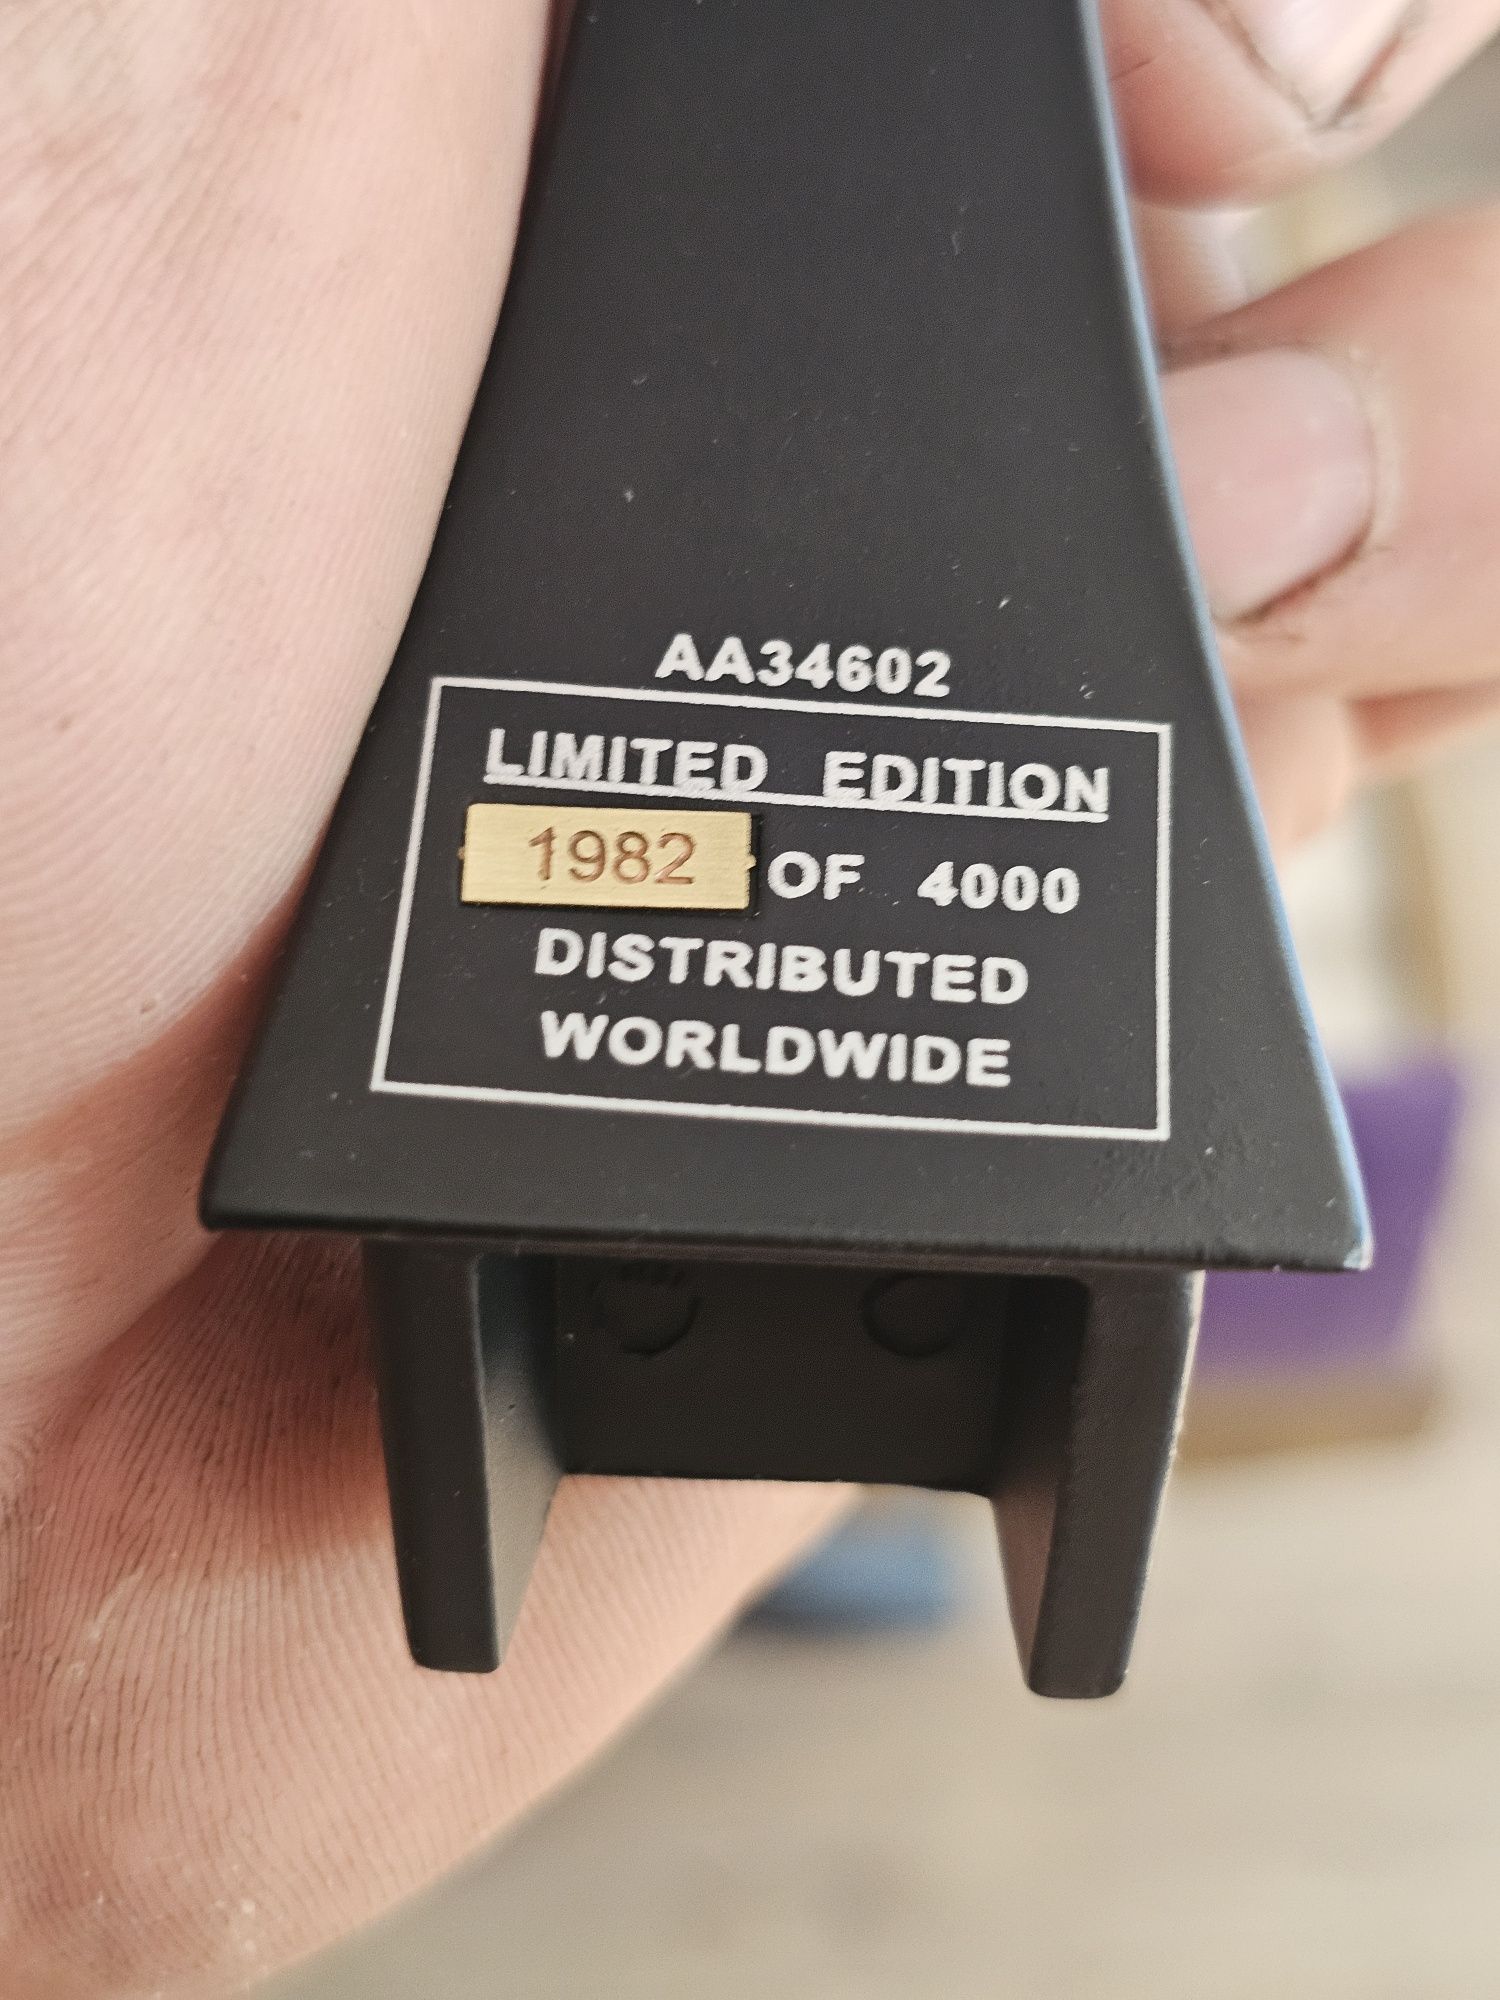 AA34602
LIMITED EDITION
1982 OF 4000
DISTRIBUTED
WORLDWIDE